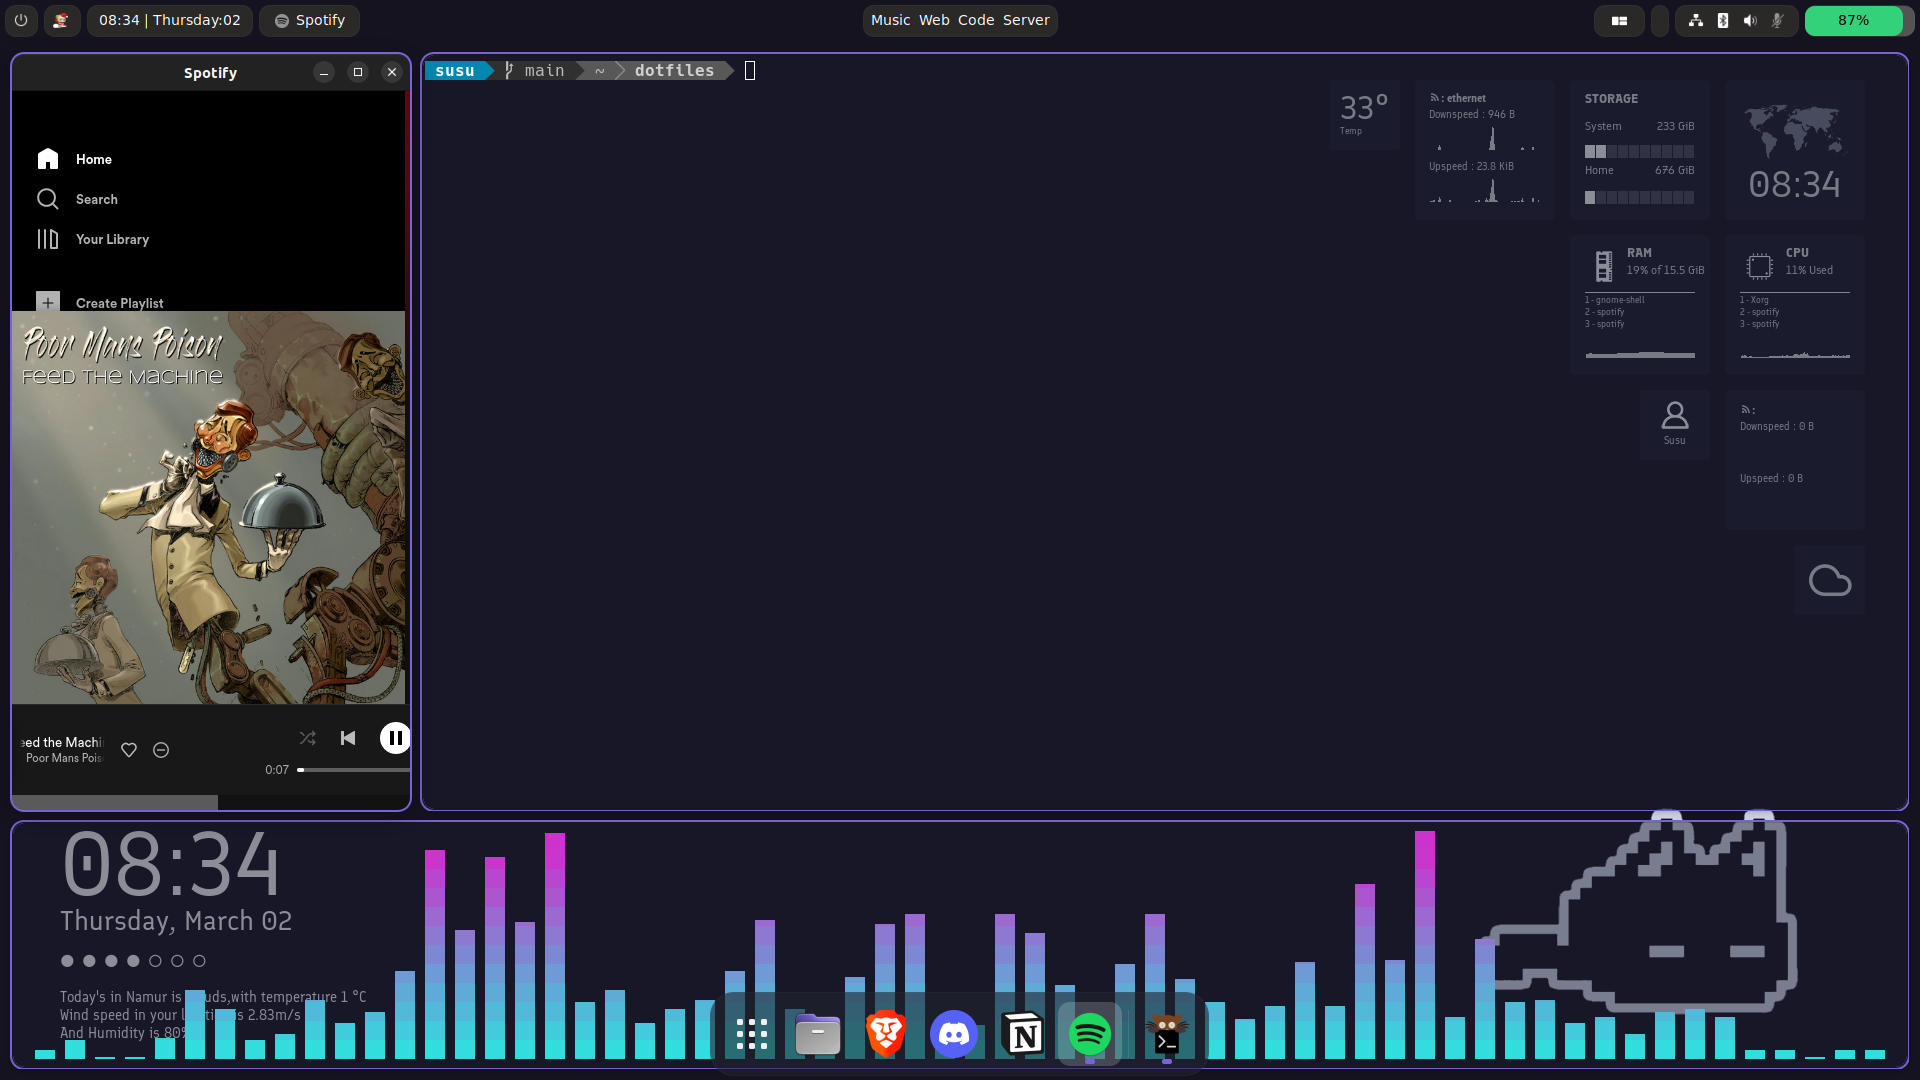 08:34 | Thursday:02
Spotify
Music Web Code Server
87%
Spotify
Home
Search
Your Library
Create Playlist
Poor Mans Poison
FEED THE MACHINE
eed the Machi
Poor Mans Pois
0:07
susu main ~ dotfiles
33°
Temp
: ethernet
Downspeed : 946 B
Upspeed : 23.8 KiB
STORAGE
System 233 GiB
Home 676 GiB
08:34
RAM
19% of 15.5 GiB
1 - gnome-shell
2 - spotify
3 - spotify
CPU
11% Used
1 - Xorg
2 - spotify
3 - spotify
Susu
:
Downspeed : 0 B
Upspeed : 0 B
08:34
Thursday, March 02
Today's in Namur is uds,with temperature 1 °C
Wind speed in your is 2.83m/s
And Humidity is 80%
N
>_